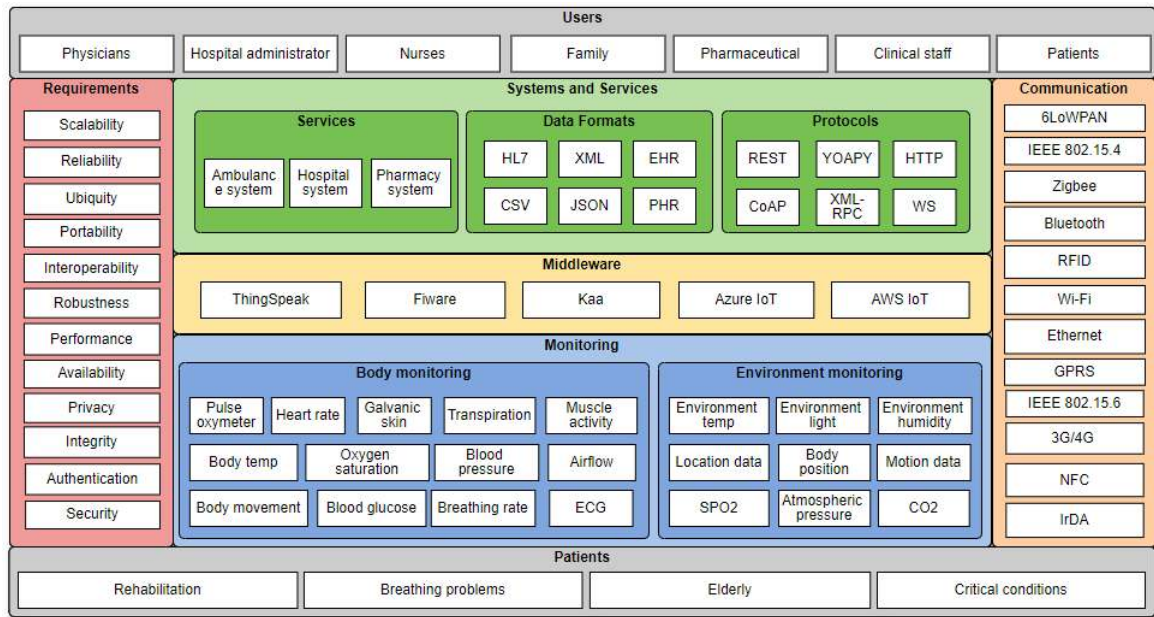 Users
Physicians
Hospital administrator
Nurses
Family
Pharmaceutical
Clinical staff
Patients
Requirements
Scalability
Reliability
Ubiquity
Portability
Interoperability
Robustness
Performance
Availability
Privacy
Integrity
Authentication
Security
Systems and Services
Services
Ambulanc
e system
Hospital
system
Pharmacy
system
Data Formats
HL7
XML
EHR
CSV
JSON
PHR
Protocols
REST
YOAPY
HTTP
CoAP
XML-
RPC
WS
Middleware
ThingSpeak
Fiware
Kaa
Azure IoT
AWS IoT
Monitoring
Body monitoring
Pulse
oxymeter
Heart rate
Galvanic
skin
Transpiration
Muscle
activity
Body temp
Oxygen
saturation
Blood
pressure
Airflow
Body movement
Blood glucose
Breathing rate
ECG
Environment monitoring
Environment
temp
Environment
light
Environment
humidity
Location data
Body
position
Motion data
SPO2
Atmospheric
pressure
CO2
Communication
6LoWPAN
IEEE 802.15.4
Zigbee
Bluetooth
RFID
Wi-Fi
Ethernet
GPRS
IEEE 802.15.6
3G/4G
NFC
IrDA
Patients
Rehabilitation
Breathing problems
Elderly
Critical conditions